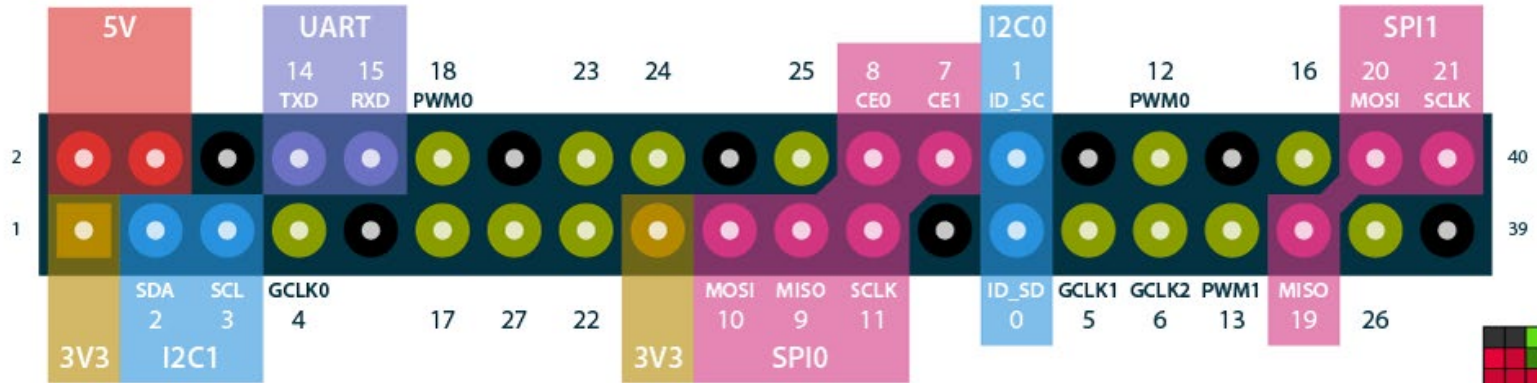 5V UART I2C0 SPI1
14 15 18 23 24 25 8 7 1 12 16 20 21
TXD RXD PWM0 CE0 CE1 ID_SC PWM0 MOSI SCLK
2 40
1 39
SDA SCL GCLK0 MOSI MISO SCLK ID_SD GCLK1 GCLK2 PWM1 MISO
2 3 4 17 27 22 10 9 11 0 5 6 13 19 26
3V3 I2C1 3V3 SPI0